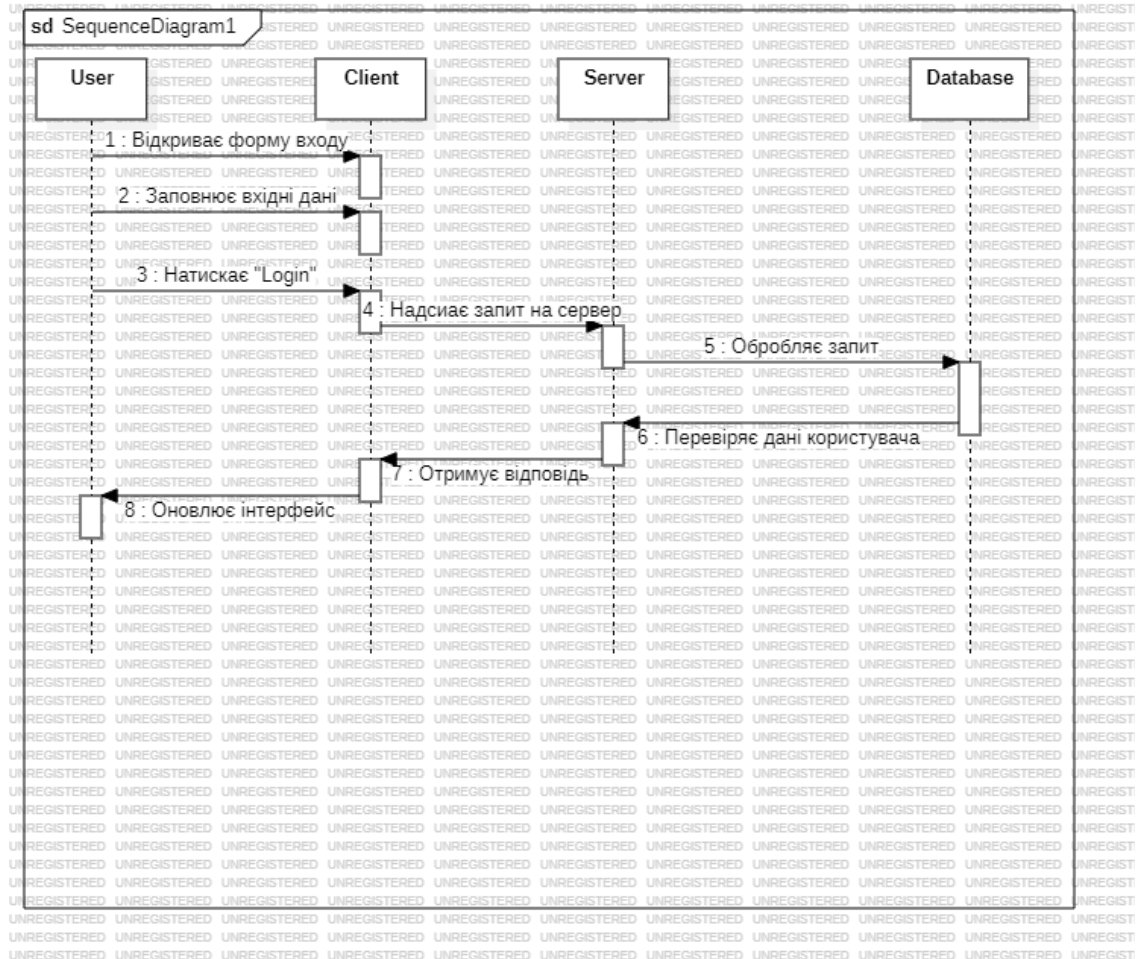 sd SequenceDiagram1
User
Client
Server
Database
1 : Відкриває форму входу
2 : Заповнює вхідні дані
3 : Натискає "Login"
4 : Надсиає запит на сервер
5 : Обробляє запит
6 : Перевіряє дані користувача
7 : Отримує відповідь
8 : Оновлює інтерфейс
UNREGISTERED